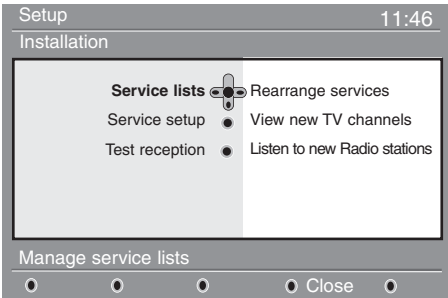 Setup 11:46
Installation
Service lists Rearrange services
Service setup View new TV channels
Test reception Listen to new Radio stations
Manage service lists
Close